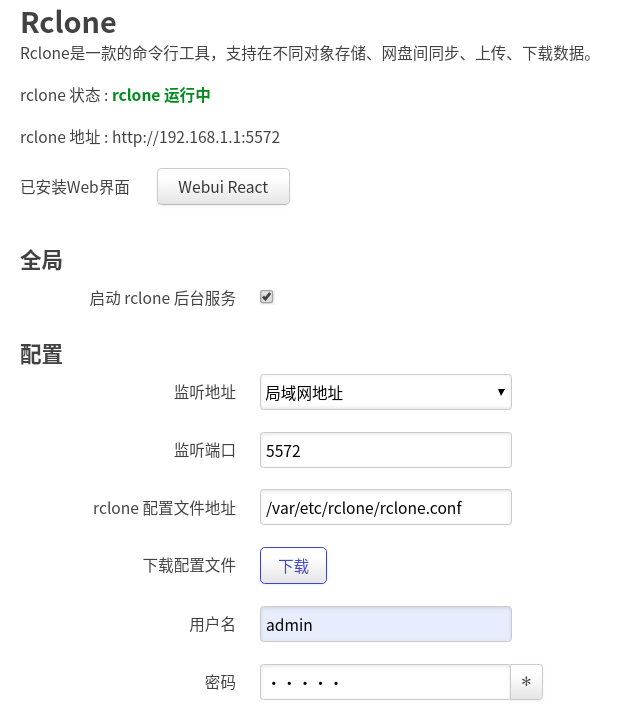 Rclone
Rclone是一款的命令行工具，支持在不同对象存储、网盘间同步、上传、下载数据。
rclone 状态 : rclone 运行中
rclone 地址 : http://192.168.1.1:5572
已安装Web界面 Webui React
全局
启动 rclone 后台服务
配置
监听地址 局域网地址
监听端口 5572
rclone 配置文件地址 /var/etc/rclone/rclone.conf
下载配置文件 下载
用户名 admin
密码 ····· *